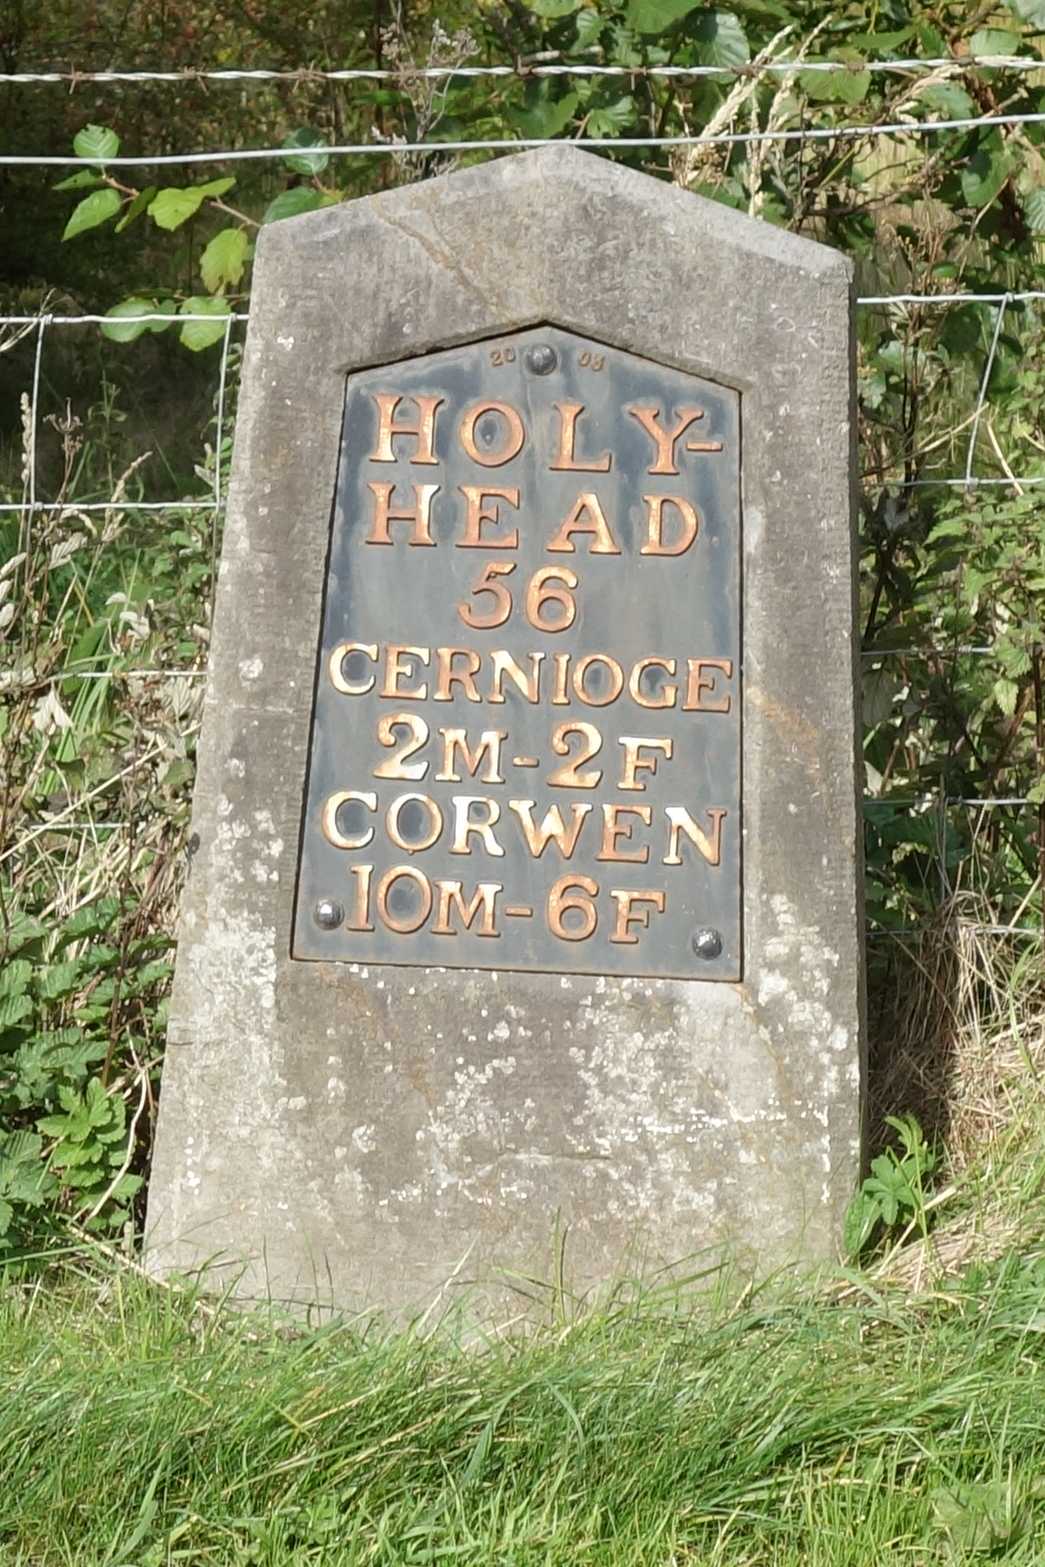 20 03
HOLY-
HEAD
56
CERNIOGE
2M-2F
CORWEN
10M-6F